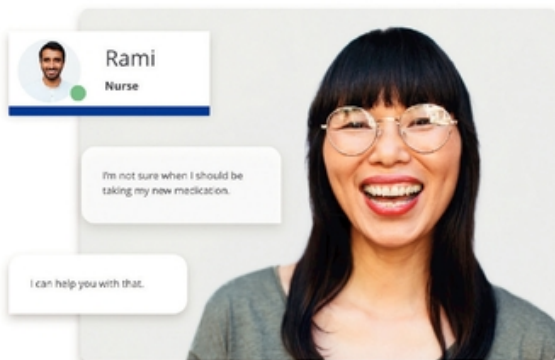 Rami
Nurse
I'm not sure when I should be
taking my new medication.
I can help you with that.